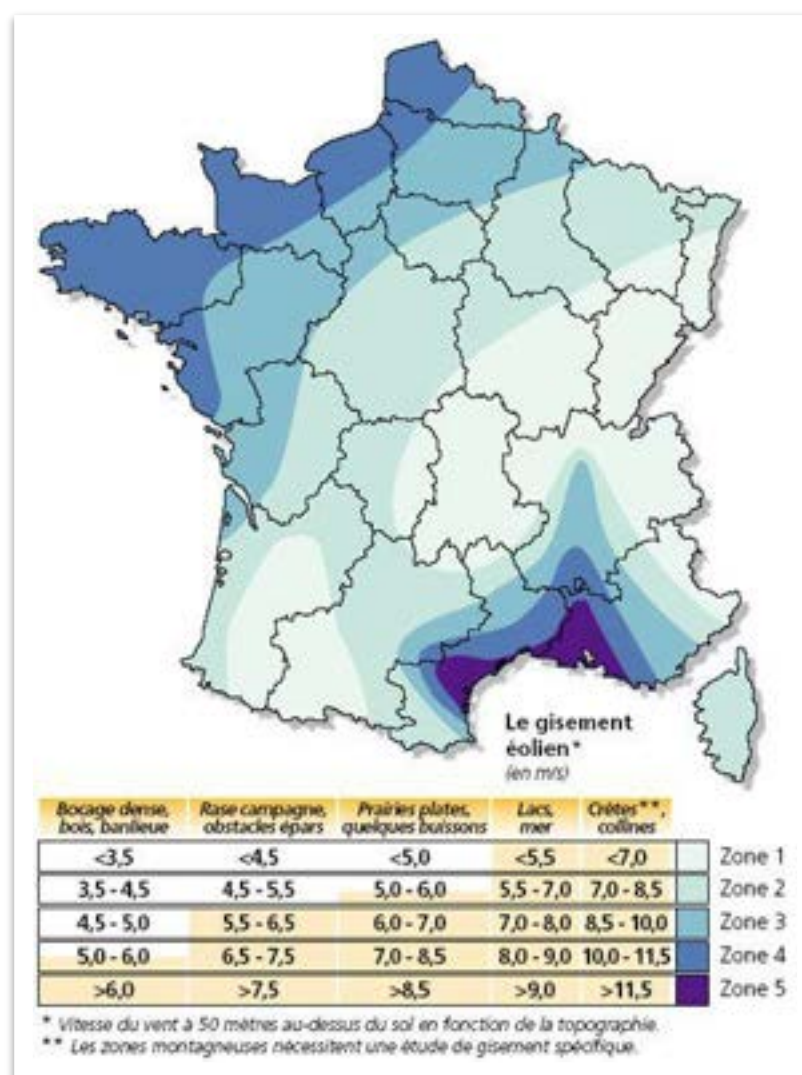 Le gisement
éolien*
(en m/s)
Bocage dense, bois, banlieue Rase campagne, obstacles épars Prairies plates, quelques buissons Lacs, mer Crêtes**, collines
<3,5 <4,5 <5,0 <5,5 <7,0 Zone 1
3,5 - 4,5 4,5 - 5,5 5,0 - 6,0 5,5 - 7,0 7,0 - 8,5 Zone 2
4,5 - 5,0 5,5 - 6,5 6,0 - 7,0 7,0 - 8,0 8,5 - 10,0 Zone 3
5,0 - 6,0 6,5 - 7,5 7,0 - 8,5 8,0 - 9,0 10,0 - 11,5 Zone 4
>6,0 >7,5 >8,5 >9,0 >11,5 Zone 5
* Vitesse du vent à 50 mètres au-dessus du sol en fonction de la topographie.
** Les zones montagneuses nécessitent une étude de gisement spécifique.